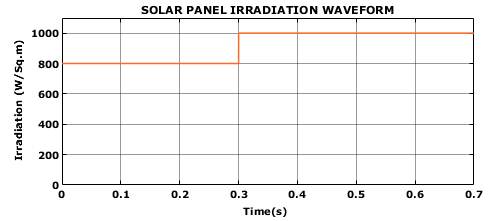 SOLAR PANEL IRRADIATION WAVEFORM
Irradiation (W/Sq.m)
1000
800
600
400
200
0
0 0.1 0.2 0.3 0.4 0.5 0.6 0.7
Time(s)